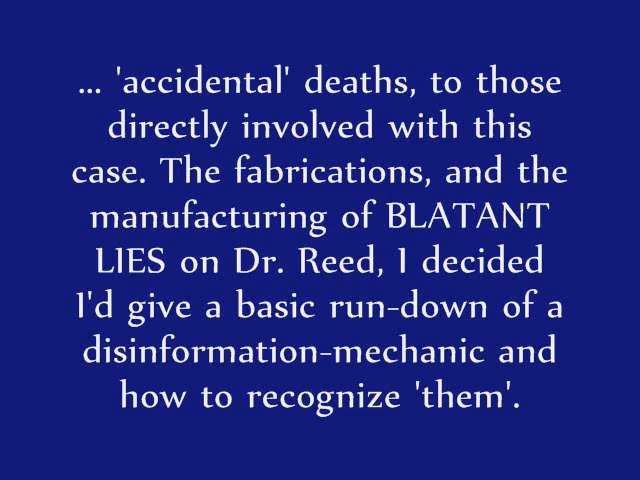 ... 'accidental' deaths, to those
directly involved with this
case. The fabrications, and the
manufacturing of BLATANT
LIES on Dr. Reed, I decided
I'd give a basic run-down of a
disinformation-mechanic and
how to recognize 'them'.